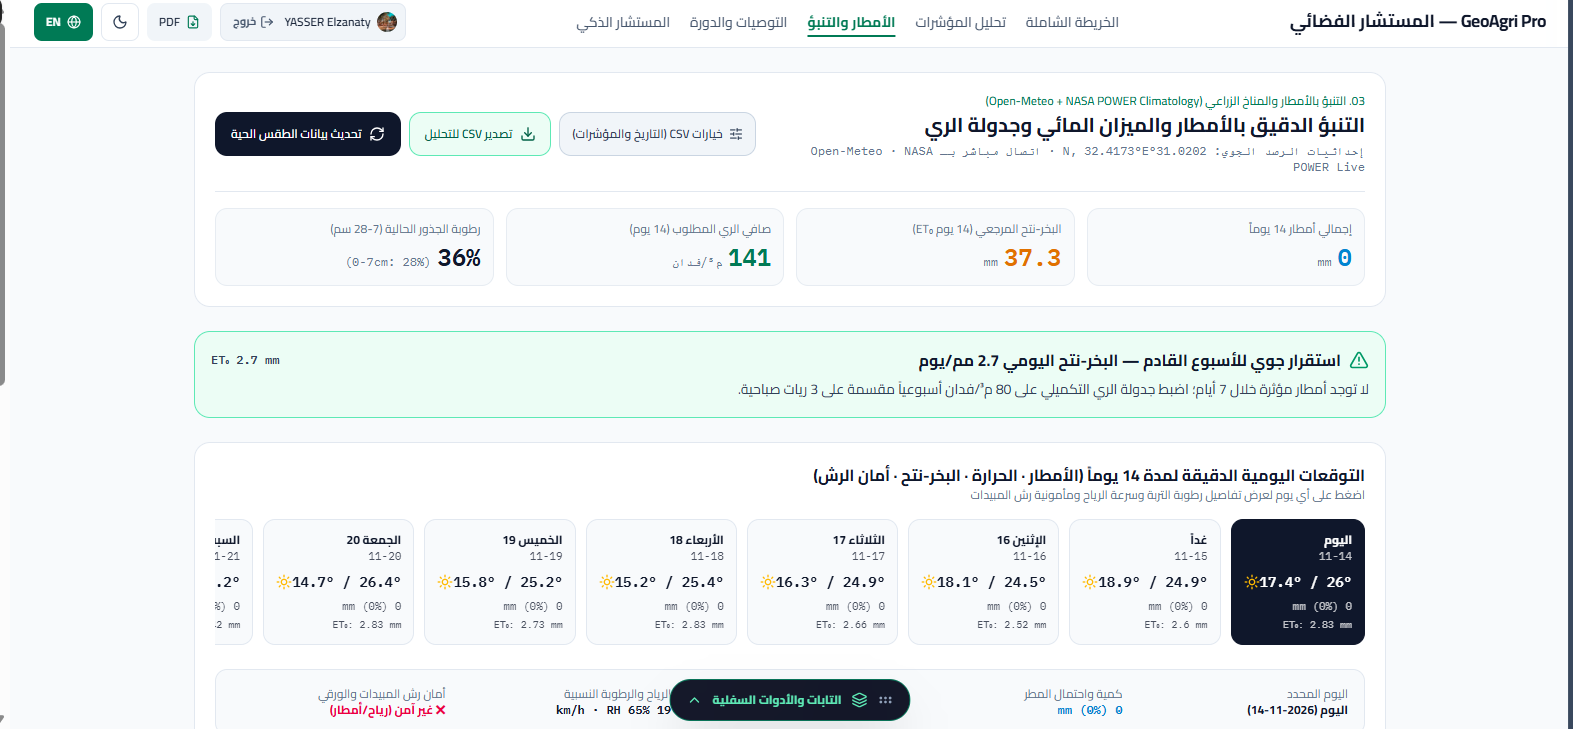 GeoAgri Pro — المستشار الفضائي
الخريطة الشاملة
تحليل المؤشرات
الأمطار والتنبؤ
التوصيات والدورة
المستشار الذكي
YASSER Elzanaty
خروج
PDF
EN
03. التنبؤ بالأمطار والمناخ الزراعي (Open-Meteo + NASA POWER Climatology)
التنبؤ الدقيق بالأمطار والميزان المائي وجدولة الري
إحداثيات الرصد الجوي: 31.0202°N, 32.4173°E · اتصال مباشر بـ Open-Meteo · NASA
POWER Live
خيارات CSV (التاريخ والمؤشرات)
تصدير CSV للتحليل
تحديث بيانات الطقس الحية
إجمالي أمطار 14 يوماً
0 mm
البخر-نتح المرجعي (14 يوم ET₀)
37.3 mm
صافي الري المطلوب (14 يوم)
141 م³/فدان
رطوبة الجذور الحالية (7-28 سم)
36% (0-7cm: 28%)
استقرار جوي للأسبوع القادم — البخر-نتح اليومي 2.7 مم/يوم
ET₀ 2.7 mm
لا توجد أمطار مؤثرة خلال 7 أيام؛ اضبط جدولة الري التكميلي على 80 م³/فدان أسبوعياً مقسمة على 3 ريات صباحية.
التوقعات اليومية الدقيقة لمدة 14 يوماً (الأمطار · الحرارة · البخر-نتح · أمان الرش)
اضغط على أي يوم لعرض تفاصيل رطوبة التربة وسرعة الرياح ومأمونية رش المبيدات
اليوم
11-14
26° / 17.4°
0 mm (0%)
ET₀: 2.83 mm
غداً
11-15
24.9° / 18.9°
0 mm (0%)
ET₀: 2.6 mm
الإثنين 16
11-16
24.5° / 18.1°
0 mm (0%)
ET₀: 2.52 mm
الثلاثاء 17
11-17
24.9° / 16.3°
0 mm (0%)
ET₀: 2.66 mm
الأربعاء 18
11-18
25.4° / 15.2°
0 mm (0%)
ET₀: 2.83 mm
الخميس 19
11-19
25.2° / 15.8°
0 mm (0%)
ET₀: 2.73 mm
الجمعة 20
11-20
26.4° / 14.7°
0 mm (0%)
ET₀: 2.83 mm
اليوم المحدد
اليوم (2026-11-14)
كمية واحتمال المطر
0 mm (0%)
الرياح والرطوبة النسبية
19 km/h · RH 65%
أمان رش المبيدات والورقي
❌ غير آمن (رياح/أمطار)
التابات والأدوات السفلية